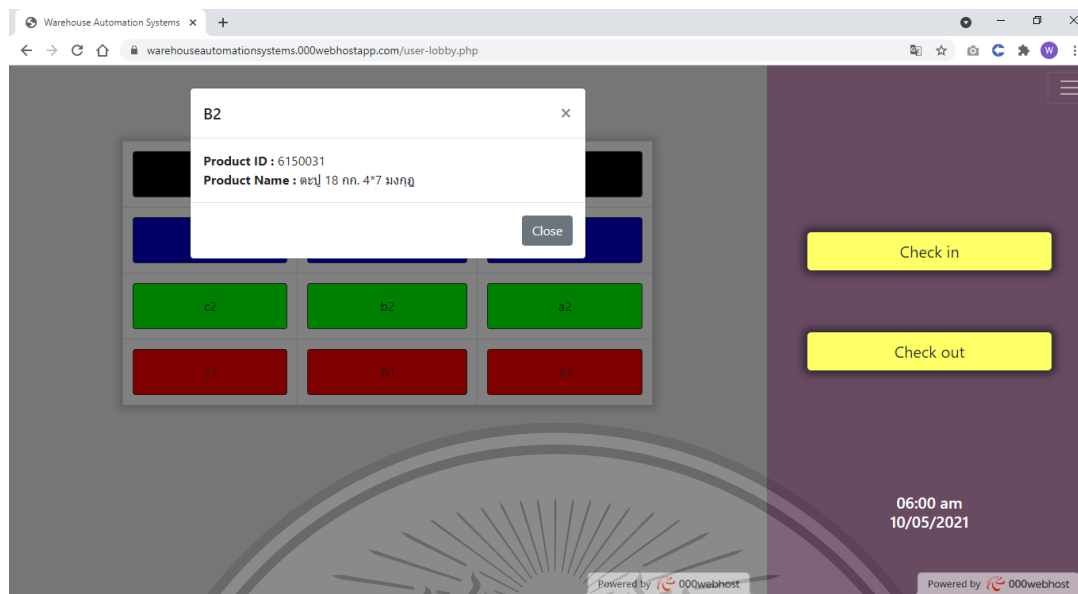 Warehouse Automation Systems
warehouseautomationsystems.000webhostapp.com/user-lobby.php
W
B2
×
Product ID : 6150031
Product Name : ตะปู 18 กก. 4*7 มงกุฎ
Close
c2 b2 a2
c1 b1 a1
Check in
Check out
06:00 am
10/05/2021
Powered by 000webhost
Powered by 000webhost